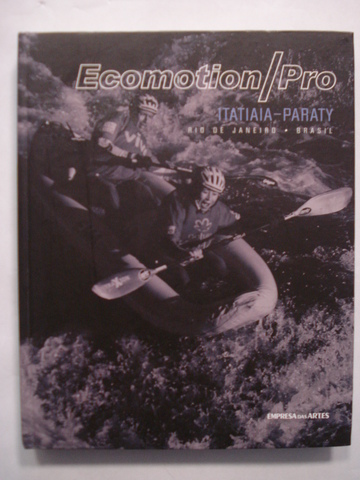 Ecomotion/Pro
ITATIAIA-PARATY
RIO DE JANEIRO • BRASIL
EMPRESA DAS ARTES